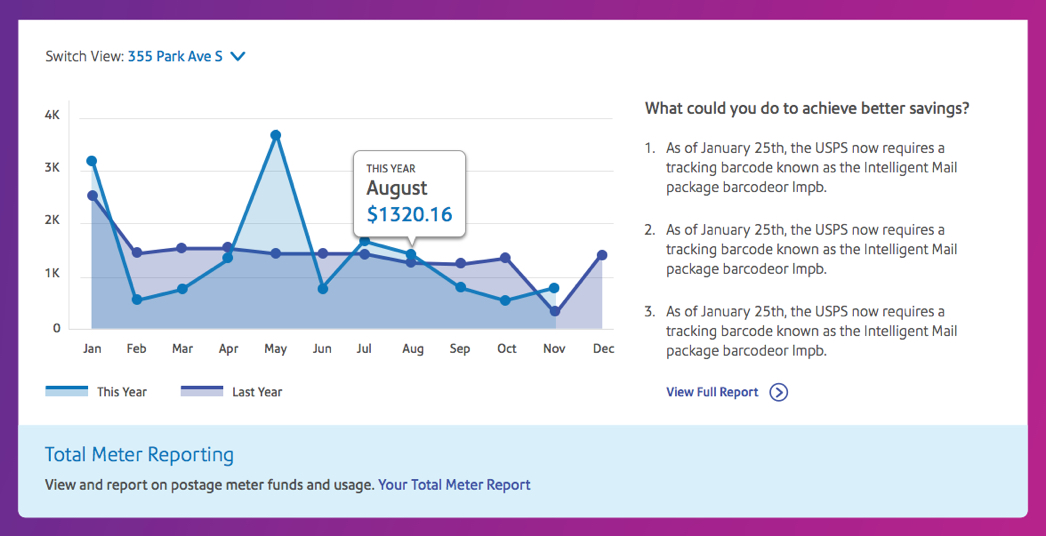 Switch View: 355 Park Ave S
4K
3K
2K
1K
0
Jan Feb Mar Apr May Jun Jul Aug Sep Oct Nov Dec
THIS YEAR
August
$1320.16
This Year
Last Year
What could you do to achieve better savings?
1. As of January 25th, the USPS now requires a
tracking barcode known as the Intelligent Mail
package barcodeor Impb.
2. As of January 25th, the USPS now requires a
tracking barcode known as the Intelligent Mail
package barcodeor Impb.
3. As of January 25th, the USPS now requires a
tracking barcode known as the Intelligent Mail
package barcodeor Impb.
View Full Report
Total Meter Reporting
View and report on postage meter funds and usage. Your Total Meter Report